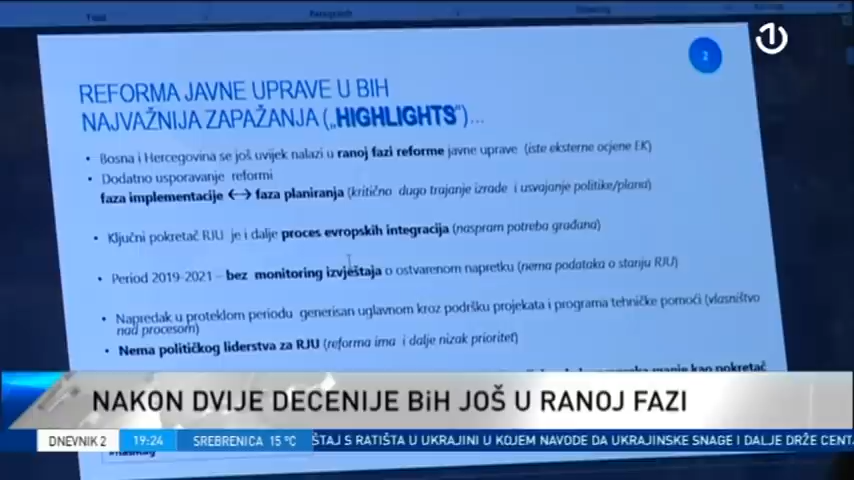 2
1
REFORMA JAVNE UPRAVE U BIH
NAJVAŽNIJA ZAPAŽANJA („HIGHLIGHTS")...
• Bosna i Hercegovina se još uvijek nalazi u ranoj fazi reforme javne uprave (iste eksterne ocjene EK)
• Dodatno usporavanje reformi
faza implementacije <--> faza planiranja (kritično dugo trajanje izrade i usvajanje politike/plana)
• Ključni pokretač RJU je i dalje proces evropskih integracija (naspram potreba građana)
• Period 2019-2021 – bez monitoring izvještaja o ostvarenom napretku (nema podataka o stanju RJU)
• Napredak u proteklom periodu generisan uglavnom kroz podršku projekata i programa tehničke pomoći (vlasništvo
nad procesom)
• Nema političkog liderstva za RJU (reforma ima i dalje nizak prioritet)
kao pokretač
NAKON DVIJE DECENIJE BiH JOŠ U RANOJ FAZI
DNEVNIK 2 19:24 SREBRENICA 15 °C ŠTAJ S RATIŠTA U UKRAJINI U KOJEM NAVODE DA UKRAJINSKE SNAGE I DALJE DRŽE CENTA